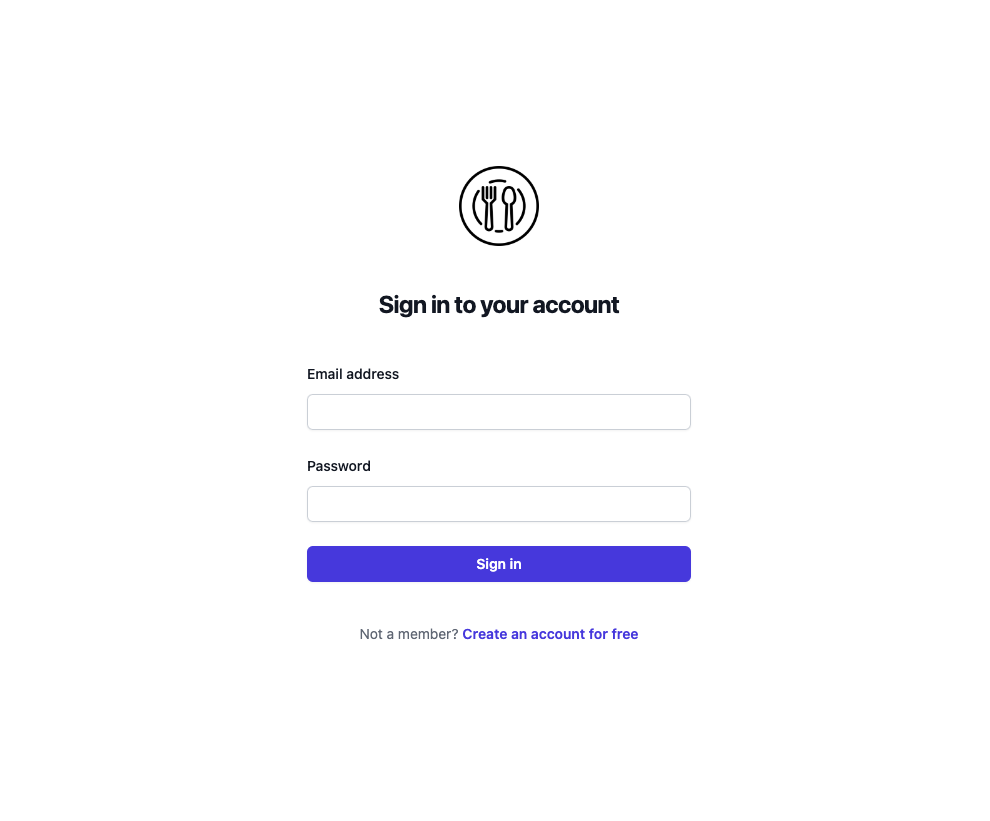 Sign in to your account
Email address
Password
Sign in
Not a member? Create an account for free